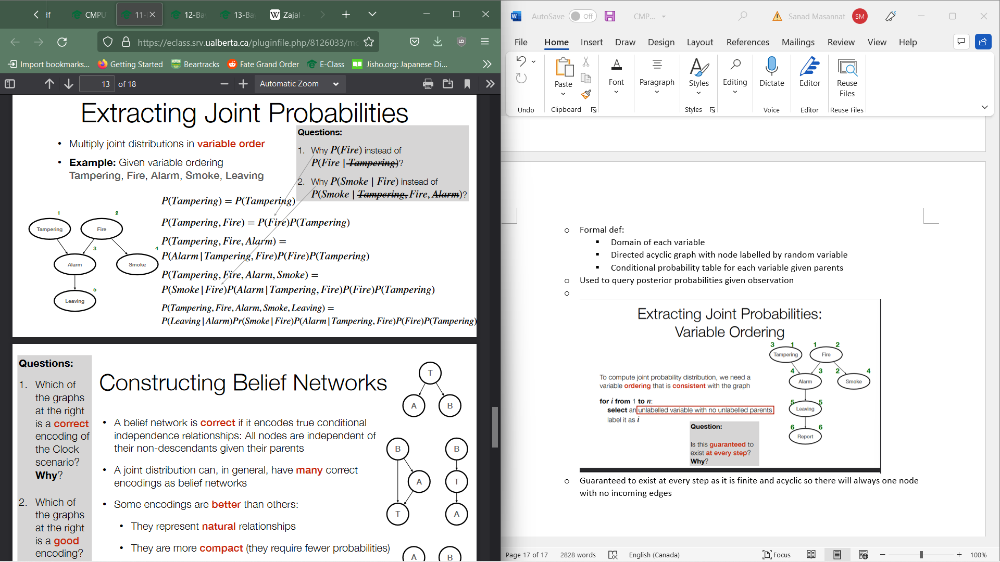 lf
CMPU
11-
12-Ba
13-Ba
Zajal
https://eclass.srv.ualberta.ca/pluginfile.php/8126033/mo
Import bookmarks...
Getting Started
Beartracks
Fate Grand Order
E-Class
Jisho.org: Japanese Di...
13 of 18
Automatic Zoom
Extracting Joint Probabilities
• Multiply joint distributions in variable order
• Example: Given variable ordering
Tampering, Fire, Alarm, Smoke, Leaving
Questions:
1. Why P(Fire) instead of
P(Fire | Tampering)?
2. Why P(Smoke | Fire) instead of
P(Smoke | Tampering, Fire, Alarm)?
P(Tampering) = P(Tampering)
P(Tampering, Fire) = P(Fire)P(Tampering)
P(Tampering, Fire, Alarm) =
P(Alarm | Tampering, Fire)P(Fire)P(Tampering)
P(Tampering, Fire, Alarm, Smoke) =
P(Smoke | Fire)P(Alarm | Tampering, Fire)P(Fire)P(Tampering)
P(Tampering, Fire, Alarm, Smoke, Leaving) =
P(Leaving | Alarm)Pr(Smoke | Fire)P(Alarm | Tampering, Fire)P(Fire)P(Tampering)
1 2
Tampering Fire
3 4
Alarm Smoke
5
Leaving
Questions:
1. Which of
the graphs
at the right
is a correct
encoding of
the Clock
scenario?
Why?
2. Which of
the graphs
at the right
is a good
encoding?
Constructing Belief Networks
• A belief network is correct if it encodes true conditional
independence relationships: All nodes are independent of
their non-descendants given their parents
• A joint distribution can, in general, have many correct
encodings as belief networks
• Some encodings are better than others:
• They represent natural relationships
• They are more compact (they require fewer probabilities)
T
A B
B B
A T
T A
A B
AutoSave Off
CMP...
Sanad Masannat
SM
File Home Insert Draw Design Layout References Mailings Review View Help
Paste
Font
Paragraph
Styles
Editing
Dictate
Editor
Reuse
Files
Undo
Clipboard
Styles
Voice
Editor
Reuse Files
o Formal def:
▪ Domain of each variable
▪ Directed acyclic graph with node labelled by random variable
▪ Conditional probability table for each variable given parents
o Used to query posterior probabilities given observation
o
Extracting Joint Probabilities:
Variable Ordering
3 1 1 2
Tampering Fire
4 3 2 4
Alarm Smoke
5 5
Leaving
6 6
Report
To compute joint probability distribution, we need a
variable ordering that is consistent with the graph
for i from 1 to n:
select an unlabelled variable with no unlabelled parents
label it as i
Question:
Is this guaranteed to
exist at every step?
Why?
o Guaranteed to exist at every step as it is finite and acyclic so there will always one node
with no incoming edges
Page 17 of 17
2828 words
English (Canada)
Focus
100%